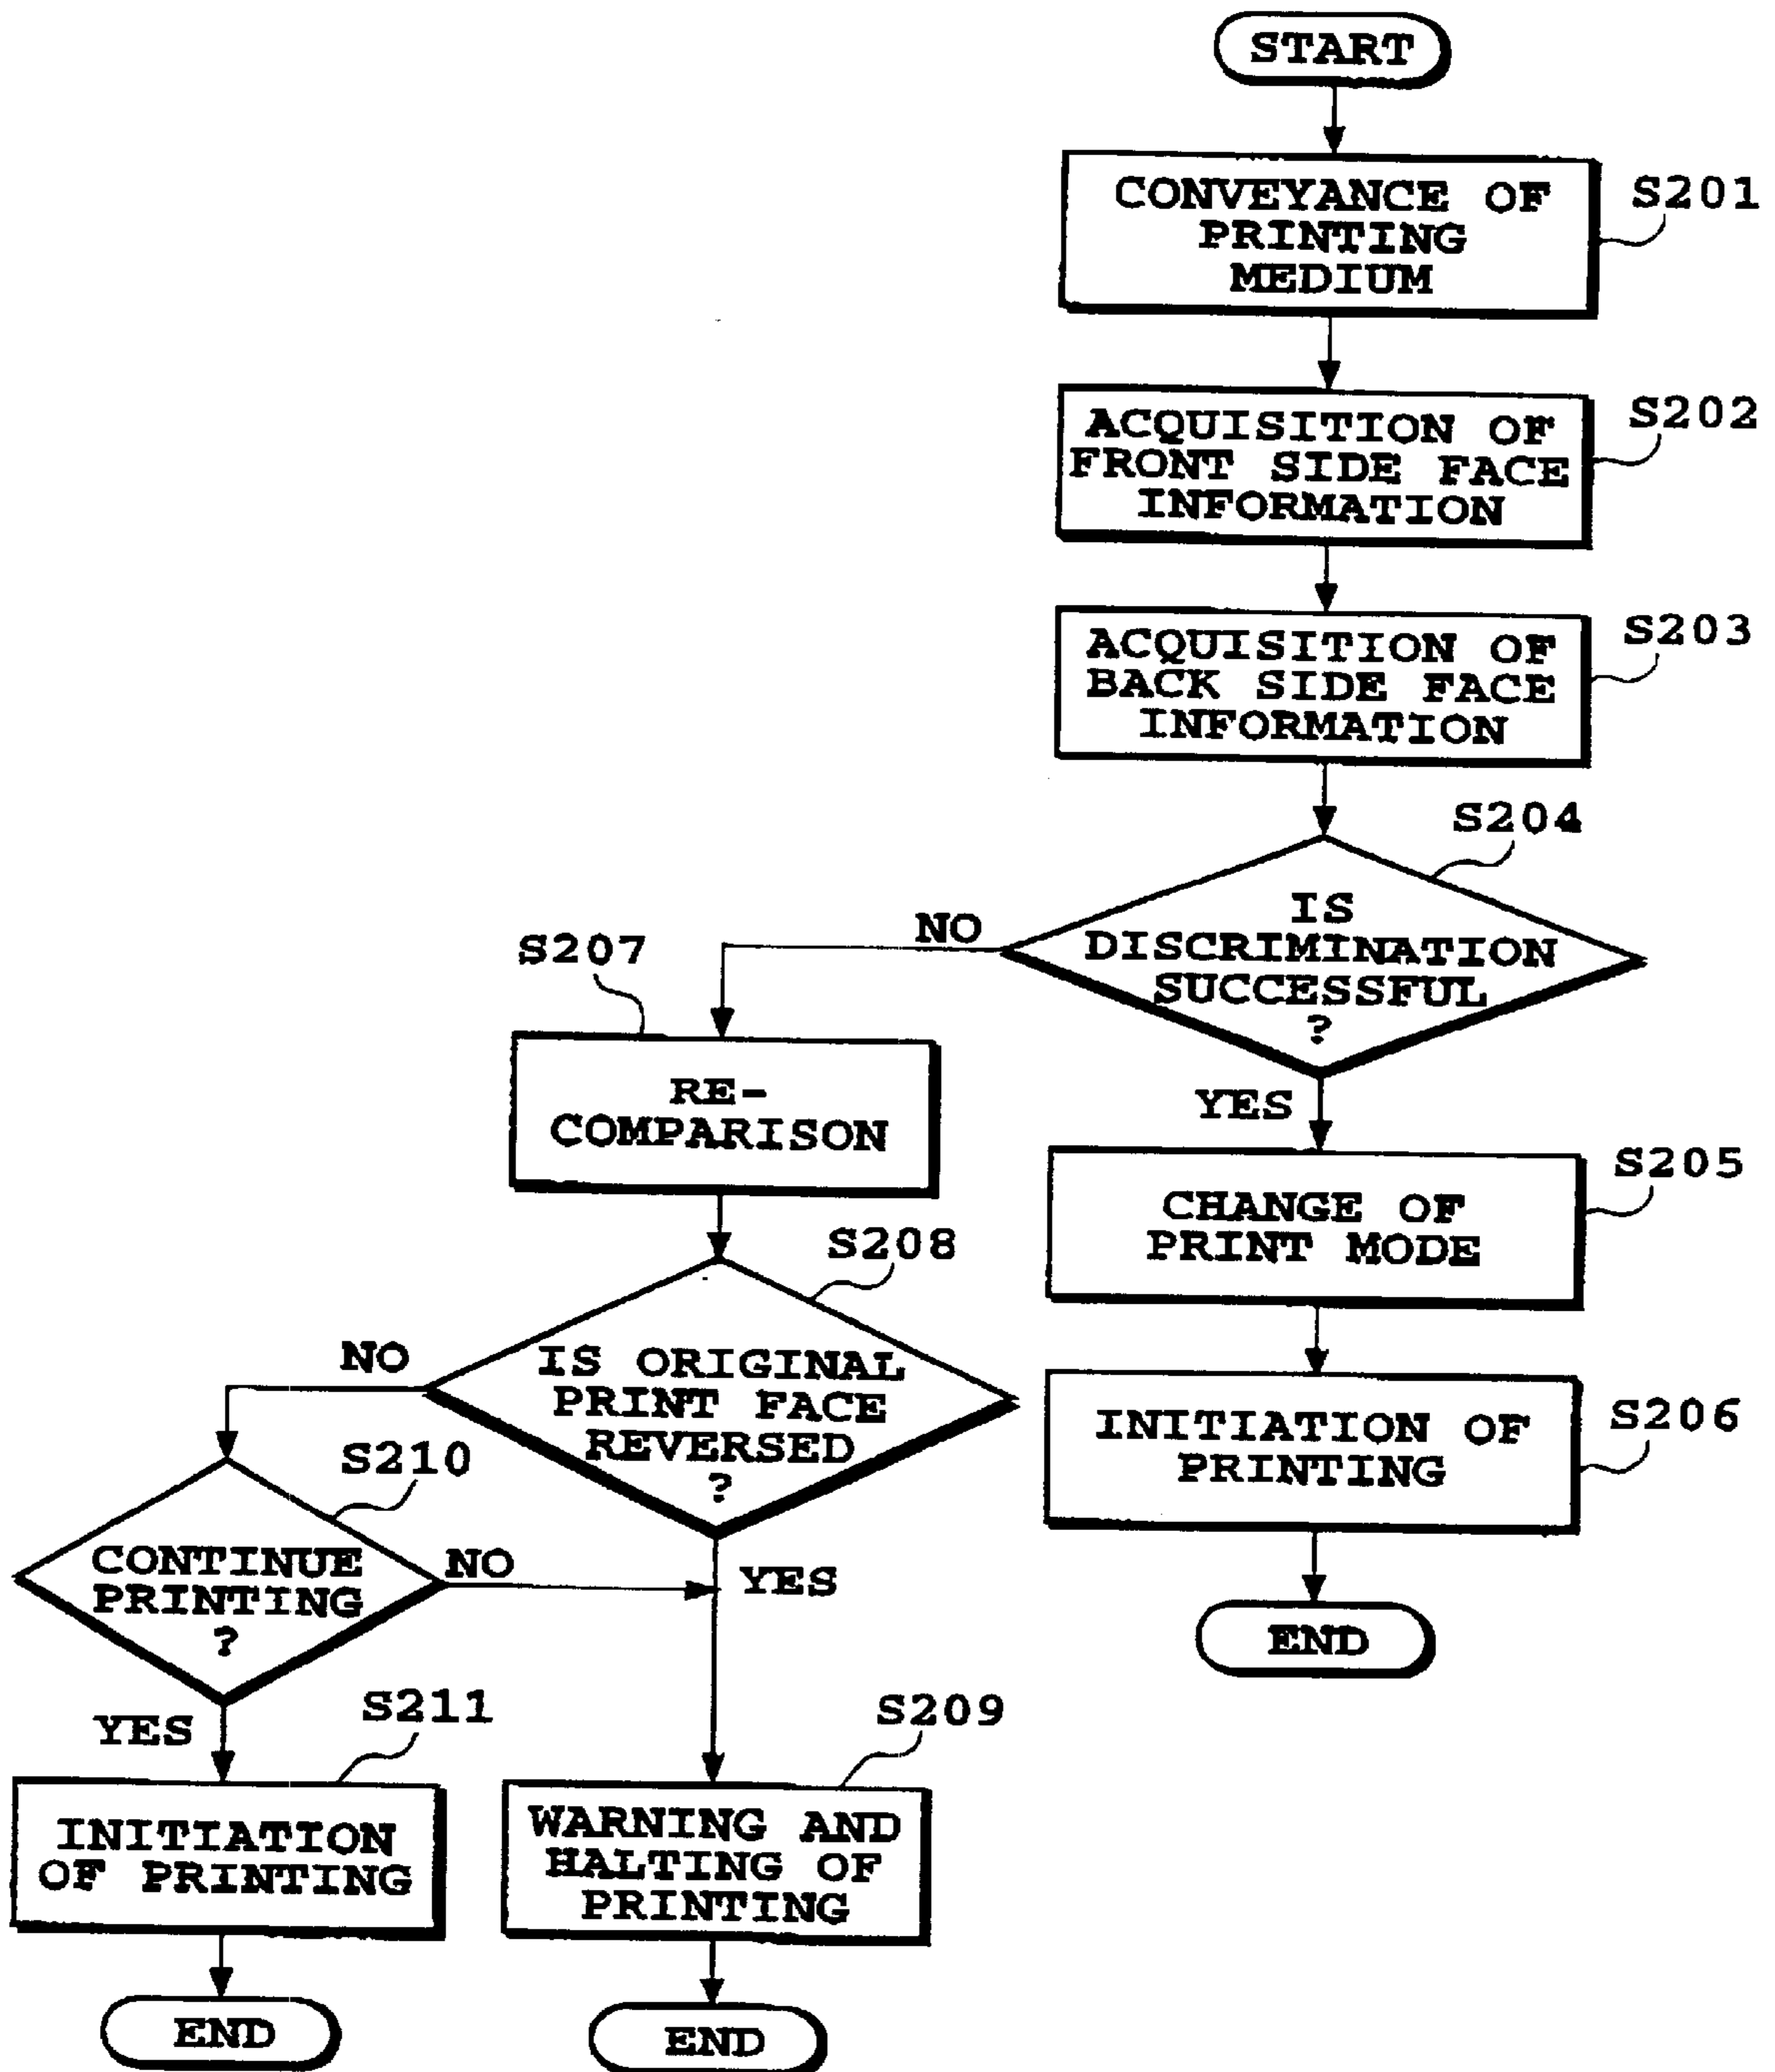 START
CONVEYANCE OF
PRINTING
MEDIUM
S201
ACQUISITION OF
FRONT SIDE FACE
INFORMATION
S202
ACQUISITION OF
BACK SIDE FACE
INFORMATION
S203
S204
IS
DISCRIMINATION
SUCCESSFUL
?
NO
YES
S207
RE-
COMPARISON
S205
CHANGE OF
PRINT MODE
S208
IS ORIGINAL
PRINT FACE
REVERSED
?
NO
YES
S206
INITIATION OF
PRINTING
END
S210
CONTINUE
PRINTING
?
NO
YES
S211
INITIATION
OF PRINTING
END
S209
WARNING AND
HALTING OF
PRINTING
END